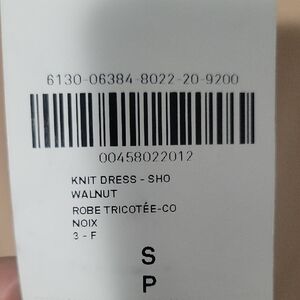 6130-06384-8022-20-9200
00458022012
KNIT DRESS - SHO
WALNUT
ROBE TRICOTÉE-CO
NOIX
3 - F
S
P